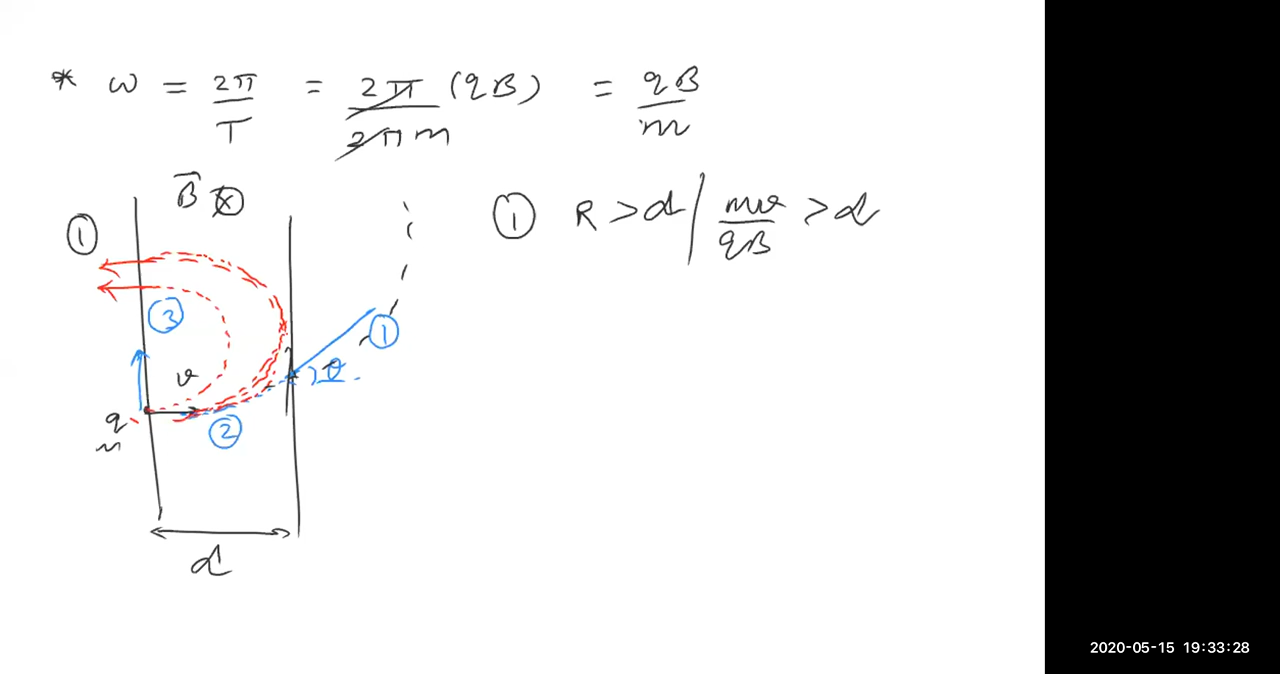 * ω = 2π/T = 2π/2πm (qB) = qB/m
B⃗ ⊗
① R > d / mv/qB > d
①
③
①
v
θ
q
m
②
d
2020-05-15 19:33:28